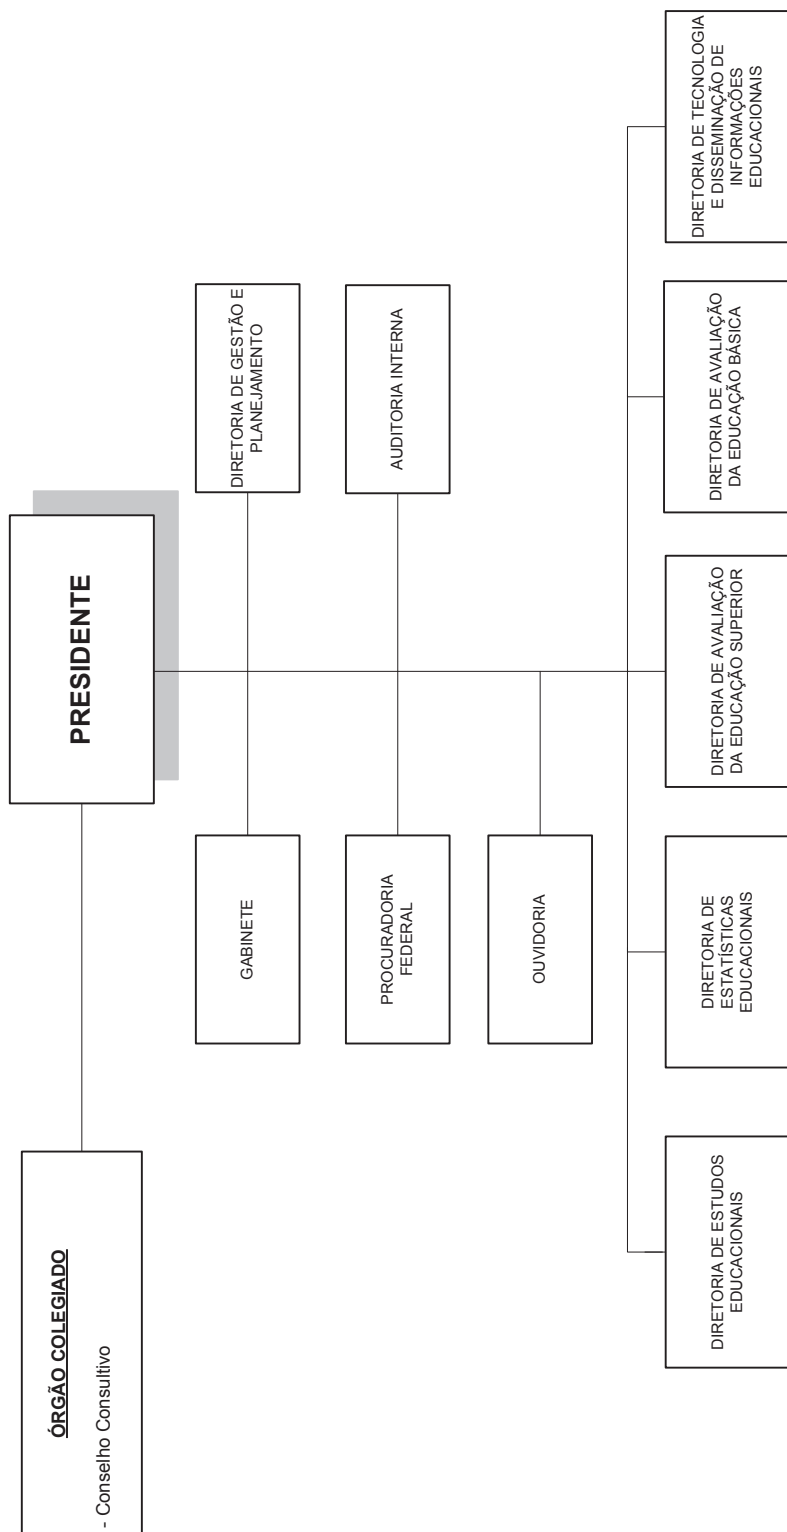 ÓRGÃO COLEGIADO
- Conselho Consultivo
PRESIDENTE
GABINETE
DIRETORIA DE GESTÃO E
PLANEJAMENTO
PROCURADORIA
FEDERAL
AUDITORIA INTERNA
OUVIDORIA
DIRETORIA DE ESTUDOS
EDUCACIONAIS
DIRETORIA DE
ESTATÍSTICAS
EDUCACIONAIS
DIRETORIA DE AVALIAÇÃO
DA EDUCAÇÃO SUPERIOR
DIRETORIA DE AVALIAÇÃO
DA EDUCAÇÃO BÁSICA
DIRETORIA DE TECNOLOGIA
E DISSEMINAÇÃO DE
INFORMAÇÕES
EDUCACIONAIS